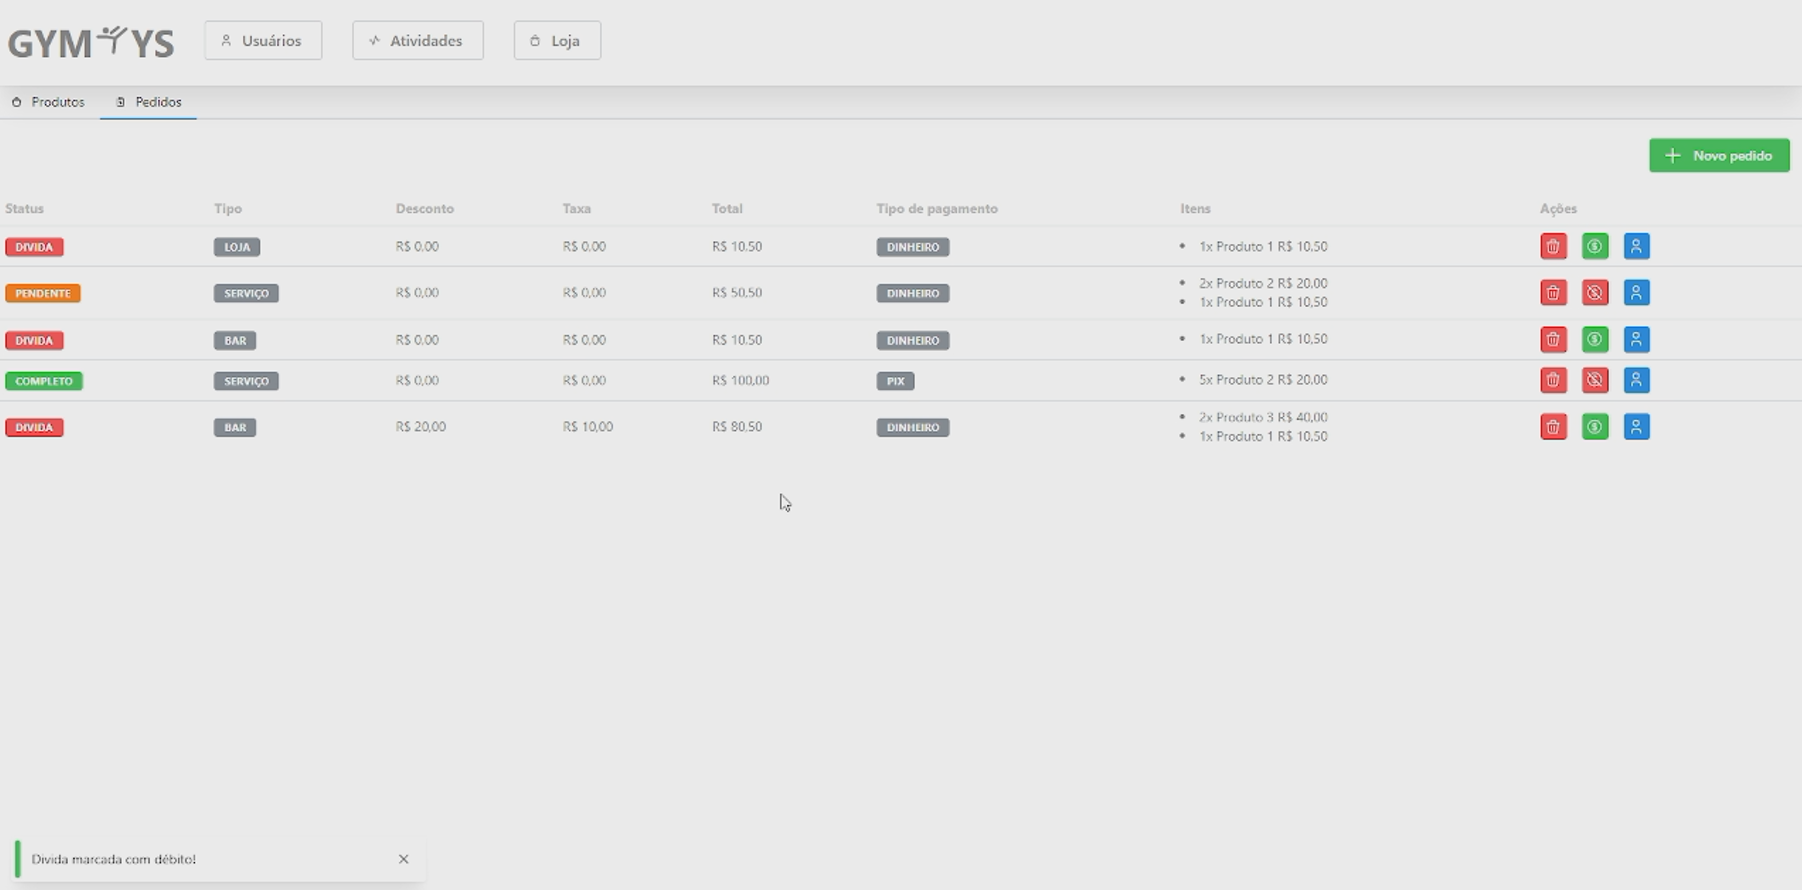 GYM YS
Usuários
Atividades
Loja
Produtos
Pedidos
Novo pedido
Status Tipo Desconto Taxa Total Tipo de pagamento Itens Ações
DIVIDA LOJA R$ 0,00 R$ 0,00 R$ 10,50 DINHEIRO 1x Produto 1 R$ 10,50
PENDENTE SERVIÇO R$ 0,00 R$ 0,00 R$ 50,50 DINHEIRO 2x Produto 2 R$ 20,00
1x Produto 1 R$ 10,50
DIVIDA BAR R$ 0,00 R$ 0,00 R$ 10,50 DINHEIRO 1x Produto 1 R$ 10,50
COMPLETO SERVIÇO R$ 0,00 R$ 0,00 R$ 100,00 PIX 5x Produto 2 R$ 20,00
DIVIDA BAR R$ 20,00 R$ 10,00 R$ 80,50 DINHEIRO 2x Produto 3 R$ 40,00
1x Produto 1 R$ 10,50
Divida marcada com débito!